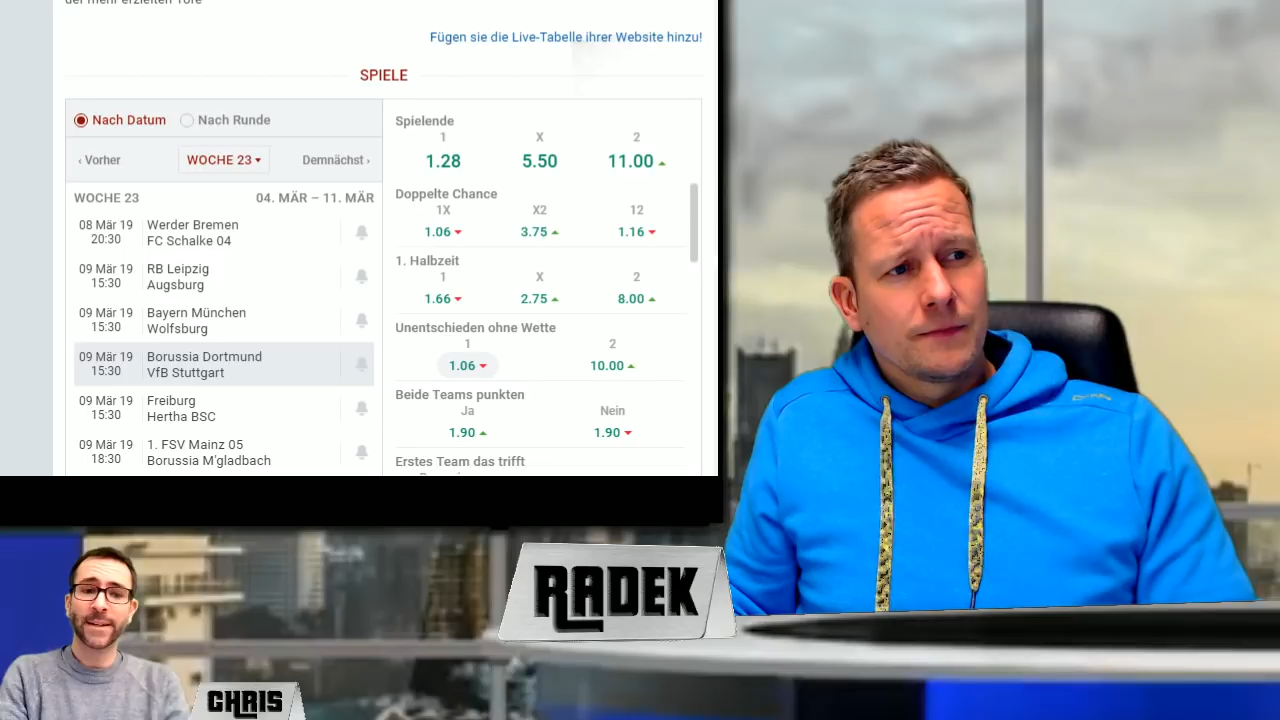 der mehr erzielten Tore
Fügen sie die Live-Tabelle ihrer Website hinzu!
SPIELE
Nach Datum Nach Runde
‹ Vorher WOCHE 23 Demnächst ›
WOCHE 23 04. MÄR – 11. MÄR
08 Mär 19 Werder Bremen
20:30 FC Schalke 04
09 Mär 19 RB Leipzig
15:30 Augsburg
09 Mär 19 Bayern München
15:30 Wolfsburg
09 Mär 19 Borussia Dortmund
15:30 VfB Stuttgart
09 Mär 19 Freiburg
15:30 Hertha BSC
09 Mär 19 1. FSV Mainz 05
18:30 Borussia M'gladbach
Spielende
1 X 2
1.28 5.50 11.00
Doppelte Chance
1X X2 12
1.06 3.75 1.16
1. Halbzeit
1 X 2
1.66 2.75 8.00
Unentschieden ohne Wette
1 2
1.06 10.00
Beide Teams punkten
Ja Nein
1.90 1.90
Erstes Team das trifft
RADEK
CHRIS